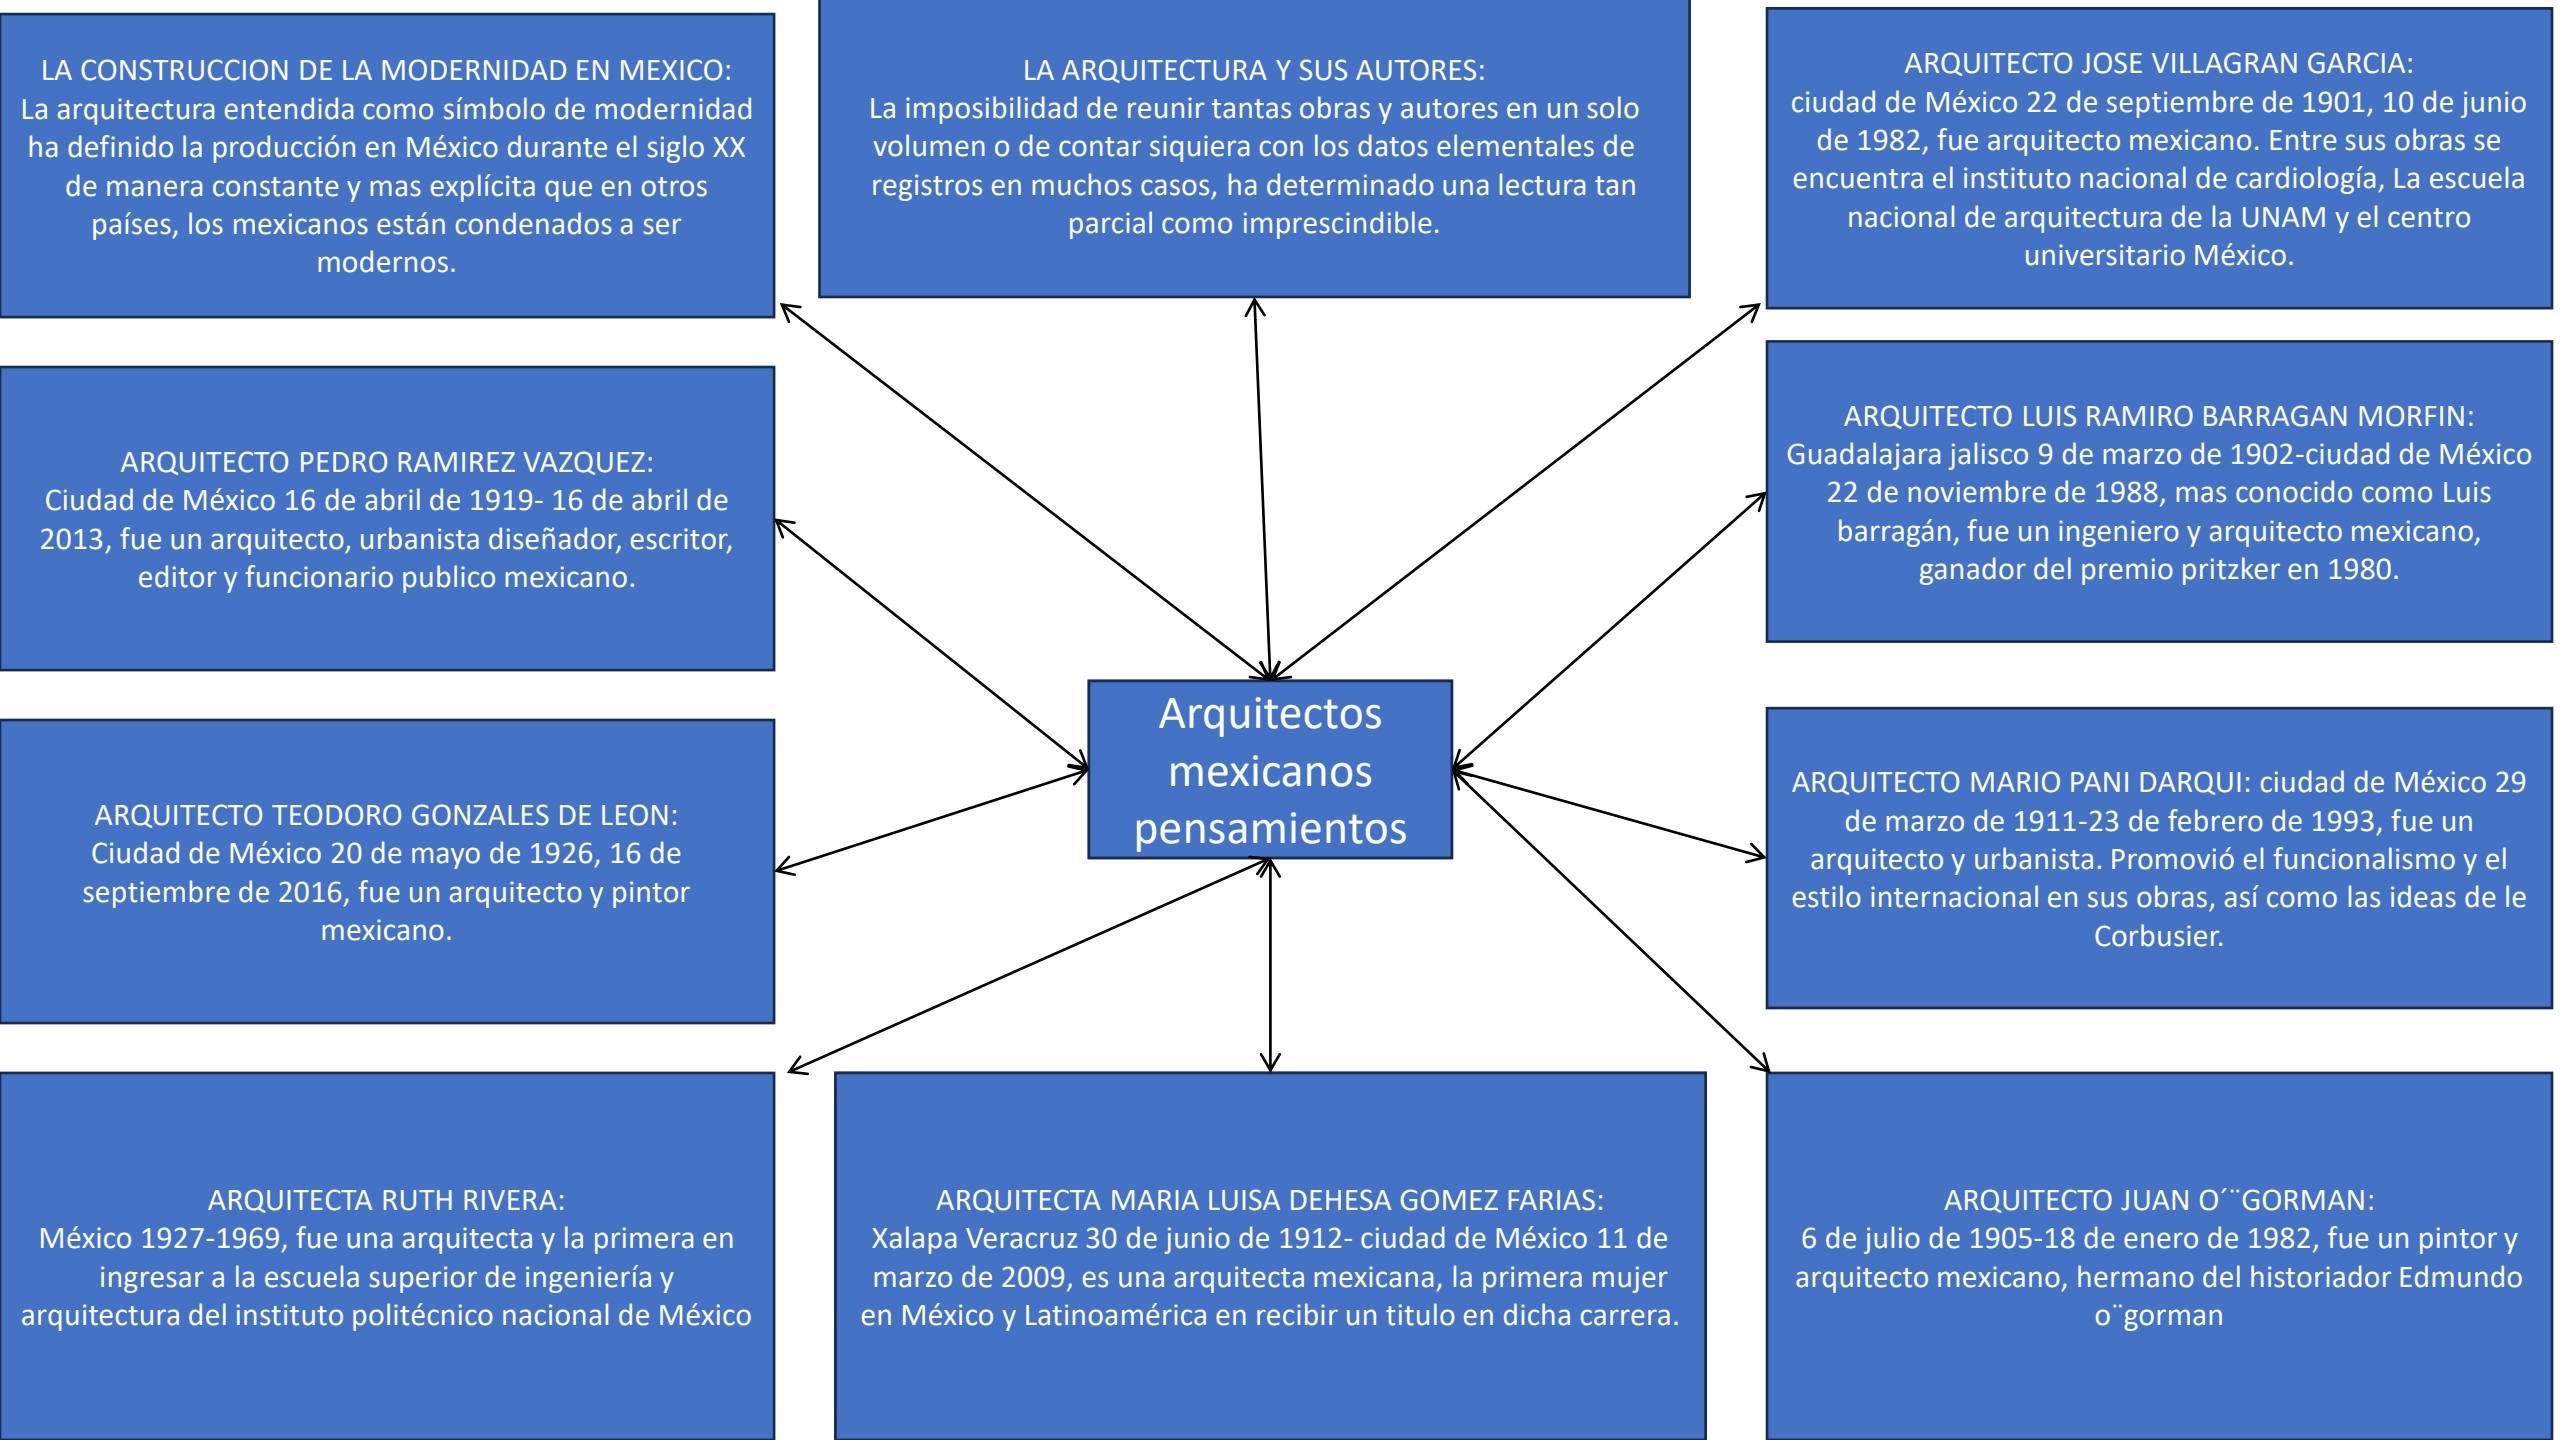 LA CONSTRUCCION DE LA MODERNIDAD EN MEXICO:
La arquitectura entendida como símbolo de modernidad
ha definido la producción en México durante el siglo XX
de manera constante y mas explícita que en otros
países, los mexicanos están condenados a ser
modernos.
LA ARQUITECTURA Y SUS AUTORES:
La imposibilidad de reunir tantas obras y autores en un solo
volumen o de contar siquiera con los datos elementales de
registros en muchos casos, ha determinado una lectura tan
parcial como imprescindible.
ARQUITECTO JOSE VILLAGRAN GARCIA:
ciudad de México 22 de septiembre de 1901, 10 de junio
de 1982, fue arquitecto mexicano. Entre sus obras se
encuentra el instituto nacional de cardiología, La escuela
nacional de arquitectura de la UNAM y el centro
universitario México.
ARQUITECTO PEDRO RAMIREZ VAZQUEZ:
Ciudad de México 16 de abril de 1919- 16 de abril de
2013, fue un arquitecto, urbanista diseñador, escritor,
editor y funcionario publico mexicano.
ARQUITECTO LUIS RAMIRO BARRAGAN MORFIN:
Guadalajara jalisco 9 de marzo de 1902-ciudad de México
22 de noviembre de 1988, mas conocido como Luis
barragán, fue un ingeniero y arquitecto mexicano,
ganador del premio pritzker en 1980.
Arquitectos
mexicanos
pensamientos
ARQUITECTO TEODORO GONZALES DE LEON:
Ciudad de México 20 de mayo de 1926, 16 de
septiembre de 2016, fue un arquitecto y pintor
mexicano.
ARQUITECTO MARIO PANI DARQUI: ciudad de México 29
de marzo de 1911-23 de febrero de 1993, fue un
arquitecto y urbanista. Promovió el funcionalismo y el
estilo internacional en sus obras, así como las ideas de le
Corbusier.
ARQUITECTA RUTH RIVERA:
México 1927-1969, fue una arquitecta y la primera en
ingresar a la escuela superior de ingeniería y
arquitectura del instituto politécnico nacional de México
ARQUITECTA MARIA LUISA DEHESA GOMEZ FARIAS:
Xalapa Veracruz 30 de junio de 1912- ciudad de México 11 de
marzo de 2009, es una arquitecta mexicana, la primera mujer
en México y Latinoamérica en recibir un titulo en dicha carrera.
ARQUITECTO JUAN O´¨GORMAN:
6 de julio de 1905-18 de enero de 1982, fue un pintor y
arquitecto mexicano, hermano del historiador Edmundo
o¨gorman